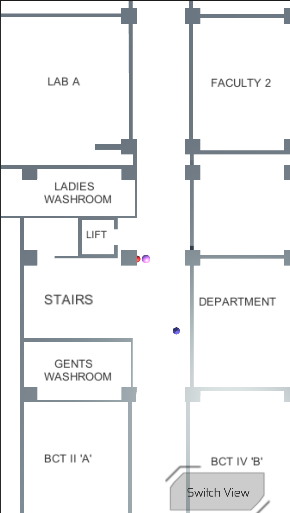 LAB A
FACULTY 2
LADIES
WASHROOM
LIFT
STAIRS
DEPARTMENT
GENTS
WASHROOM
BCT II 'A'
BCT IV 'B'
Switch View